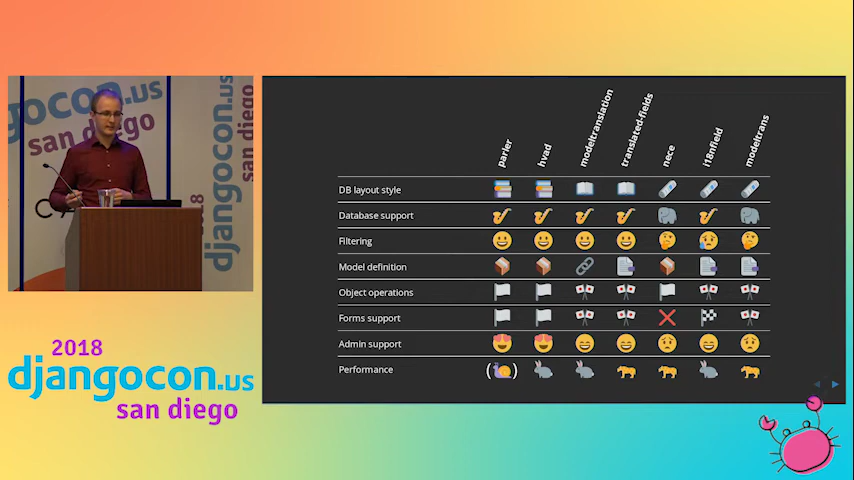 gocon.us
san diego
djangocon.us
san diego
2018
djangocon.us
san diego
parler
hvad
modeltranslation
translated-fields
nece
i18nfield
modeltrans
DB layout style
Database support
Filtering
Model definition
Object operations
Forms support
Admin support
Performance
( )